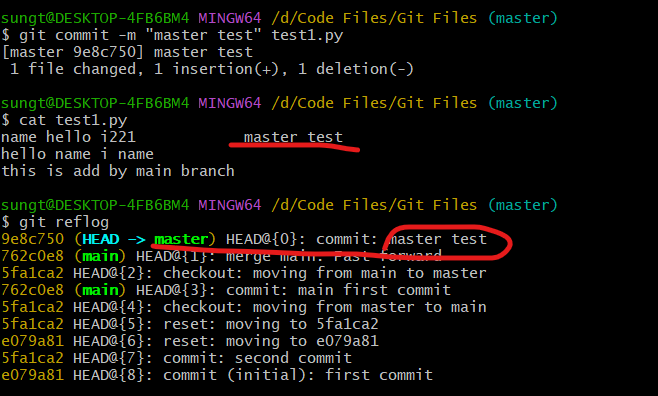 sungt@DESKTOP-4FB6BM4 MINGW64 /d/Code Files/Git Files (master)
$ git commit -m "master test" test1.py
[master 9e8c750] master test
 1 file changed, 1 insertion(+), 1 deletion(-)
sungt@DESKTOP-4FB6BM4 MINGW64 /d/Code Files/Git Files (master)
$ cat test1.py
name hello i221 master test
hello name i name
this is add by main branch
sungt@DESKTOP-4FB6BM4 MINGW64 /d/Code Files/Git Files (master)
$ git reflog
9e8c750 (HEAD -> master) HEAD@{0}: commit: master test
762c0e8 (main) HEAD@{1}: merge main: Fast-forward
5fa1ca2 HEAD@{2}: checkout: moving from main to master
762c0e8 (main) HEAD@{3}: commit: main first commit
5fa1ca2 HEAD@{4}: checkout: moving from master to main
5fa1ca2 HEAD@{5}: reset: moving to 5fa1ca2
e079a81 HEAD@{6}: reset: moving to e079a81
5fa1ca2 HEAD@{7}: commit: second commit
e079a81 HEAD@{8}: commit (initial): first commit